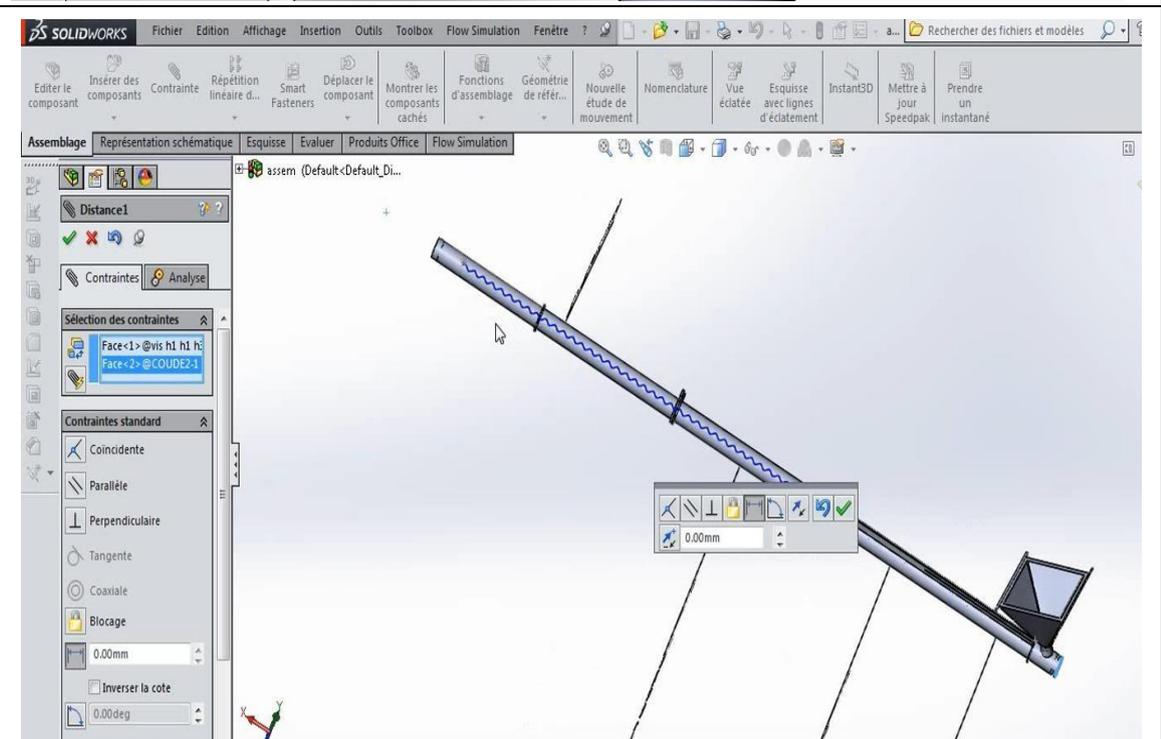 SOLIDWORKS Fichier Edition Affichage Insertion Outils Toolbox Flow Simulation Fenêtre ? a... Rechercher des fichiers et modèles
Editer le composant
Insérer des composants
Contrainte
Répétition linéaire d...
Smart Fasteners
Déplacer le composant
Montrer les composants cachés
Fonctions d'assemblage
Géométrie de référ...
Nouvelle étude de mouvement
Nomenclature
Vue éclatée
Esquisse avec lignes d'éclatement
Instant3D
Mettre à jour Speedpak
Prendre un instantané
Assemblage Représentation schématique Esquisse Evaluer Produits Office Flow Simulation
assem (Default<Default_Di...
Distance1 ?
Contraintes Analyse
Sélection des contraintes
Face<1>@vis h1 h1 h:
Face<2>@COUDE2-1
Contraintes standard
Coïncidente
Parallèle
Perpendiculaire
Tangente
Coaxiale
Blocage
0.00mm
Inverser la cote
0.00deg
0.00mm
X
Y